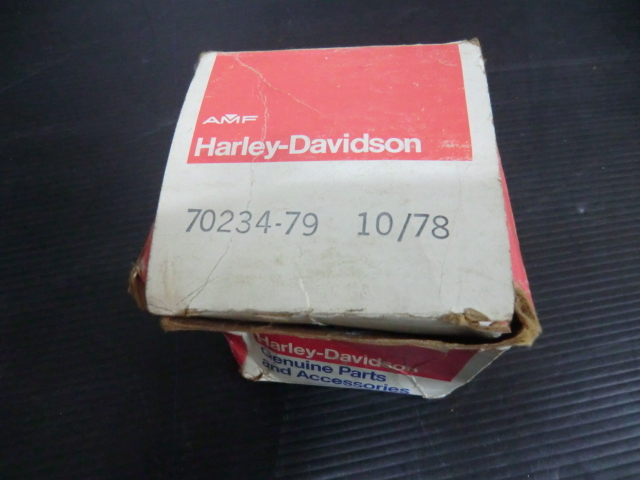 AMF
Harley-Davidson
70234-79 10/78
Harley-Davidson
Genuine Parts
and Accessories